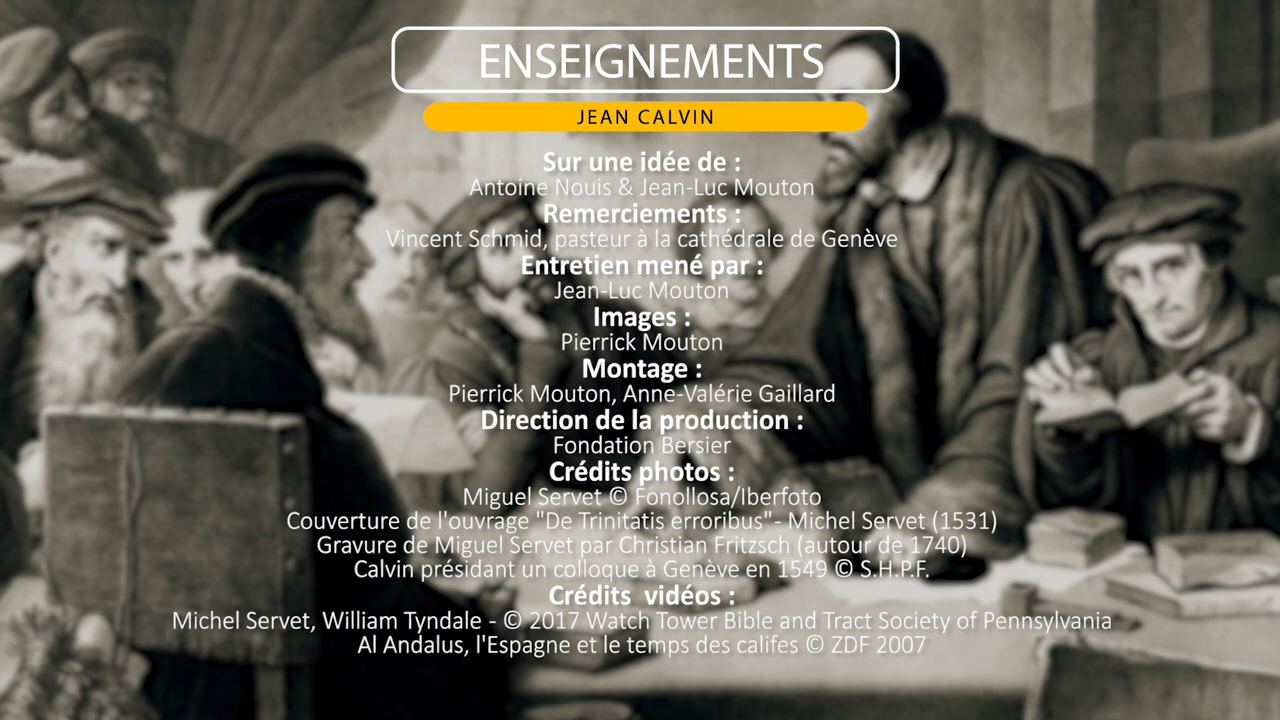 ENSEIGNEMENTS
JEAN CALVIN
Sur une idée de :
Antoine Nouis & Jean-Luc Mouton
Remerciements :
Vincent Schmid, pasteur à la cathédrale de Genève
Entretien mené par :
Jean-Luc Mouton
Images :
Pierrick Mouton
Montage :
Pierrick Mouton, Anne-Valérie Gaillard
Direction de la production :
Fondation Bersier
Crédits photos :
Miguel Servet © Fonollosa/Iberfoto
Couverture de l'ouvrage "De Trinitatis erroribus"- Michel Servet (1531)
Gravure de Miguel Servet par Christian Fritzsch (autour de 1740)
Calvin présidant un colloque à Genève en 1549 © S.H.P.F.
Crédits  vidéos :
Michel Servet, William Tyndale - © 2017 Watch Tower Bible and Tract Society of Pennsylvania
Al Andalus, l'Espagne et le temps des califes © ZDF 2007